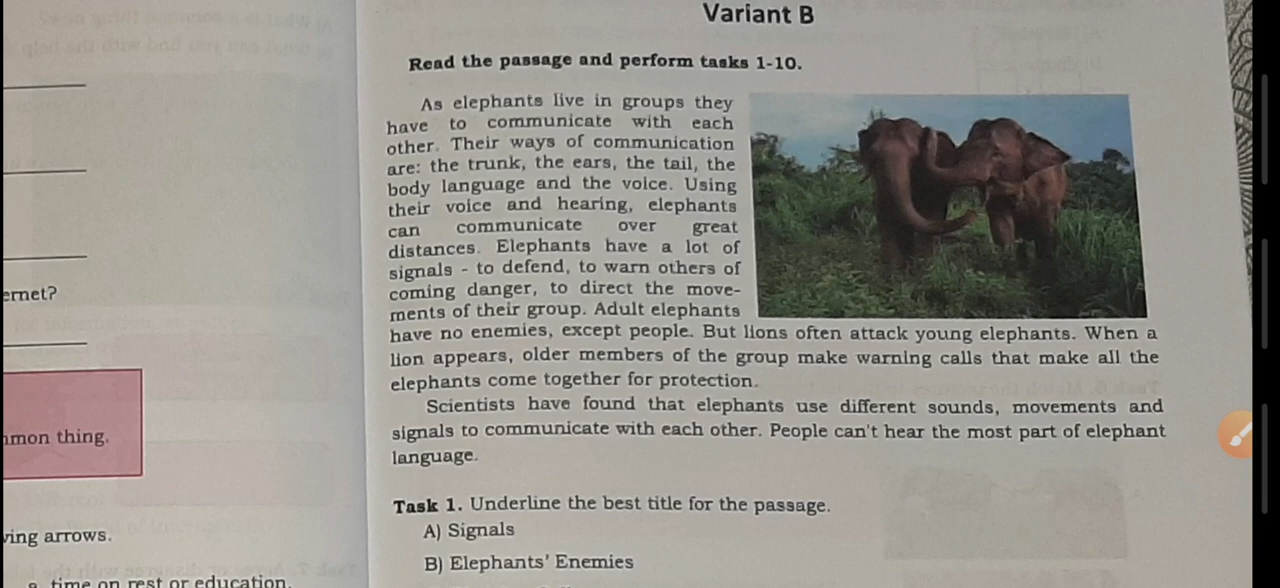 ernet?
mmon thing.
ving arrows.
time on rest or education.
Variant B
Read the passage and perform tasks 1-10.
As elephants live in groups they
have to communicate with each
other. Their ways of communication
are: the trunk, the ears, the tail, the
body language and the voice. Using
their voice and hearing, elephants
can communicate over great
distances. Elephants have a lot of
signals - to defend, to warn others of
coming danger, to direct the move-
ments of their group. Adult elephants
have no enemies, except people. But lions often attack young elephants. When a
lion appears, older members of the group make warning calls that make all the
elephants come together for protection.
Scientists have found that elephants use different sounds, movements and
signals to communicate with each other. People can't hear the most part of elephant
language.
Task 1. Underline the best title for the passage.
A) Signals
B) Elephants' Enemies